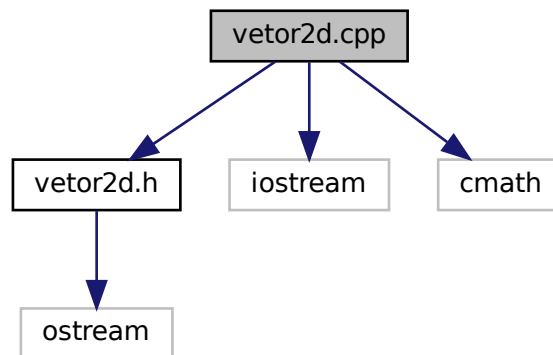 vetor2d.cpp
vetor2d.h
iostream
cmath
ostream